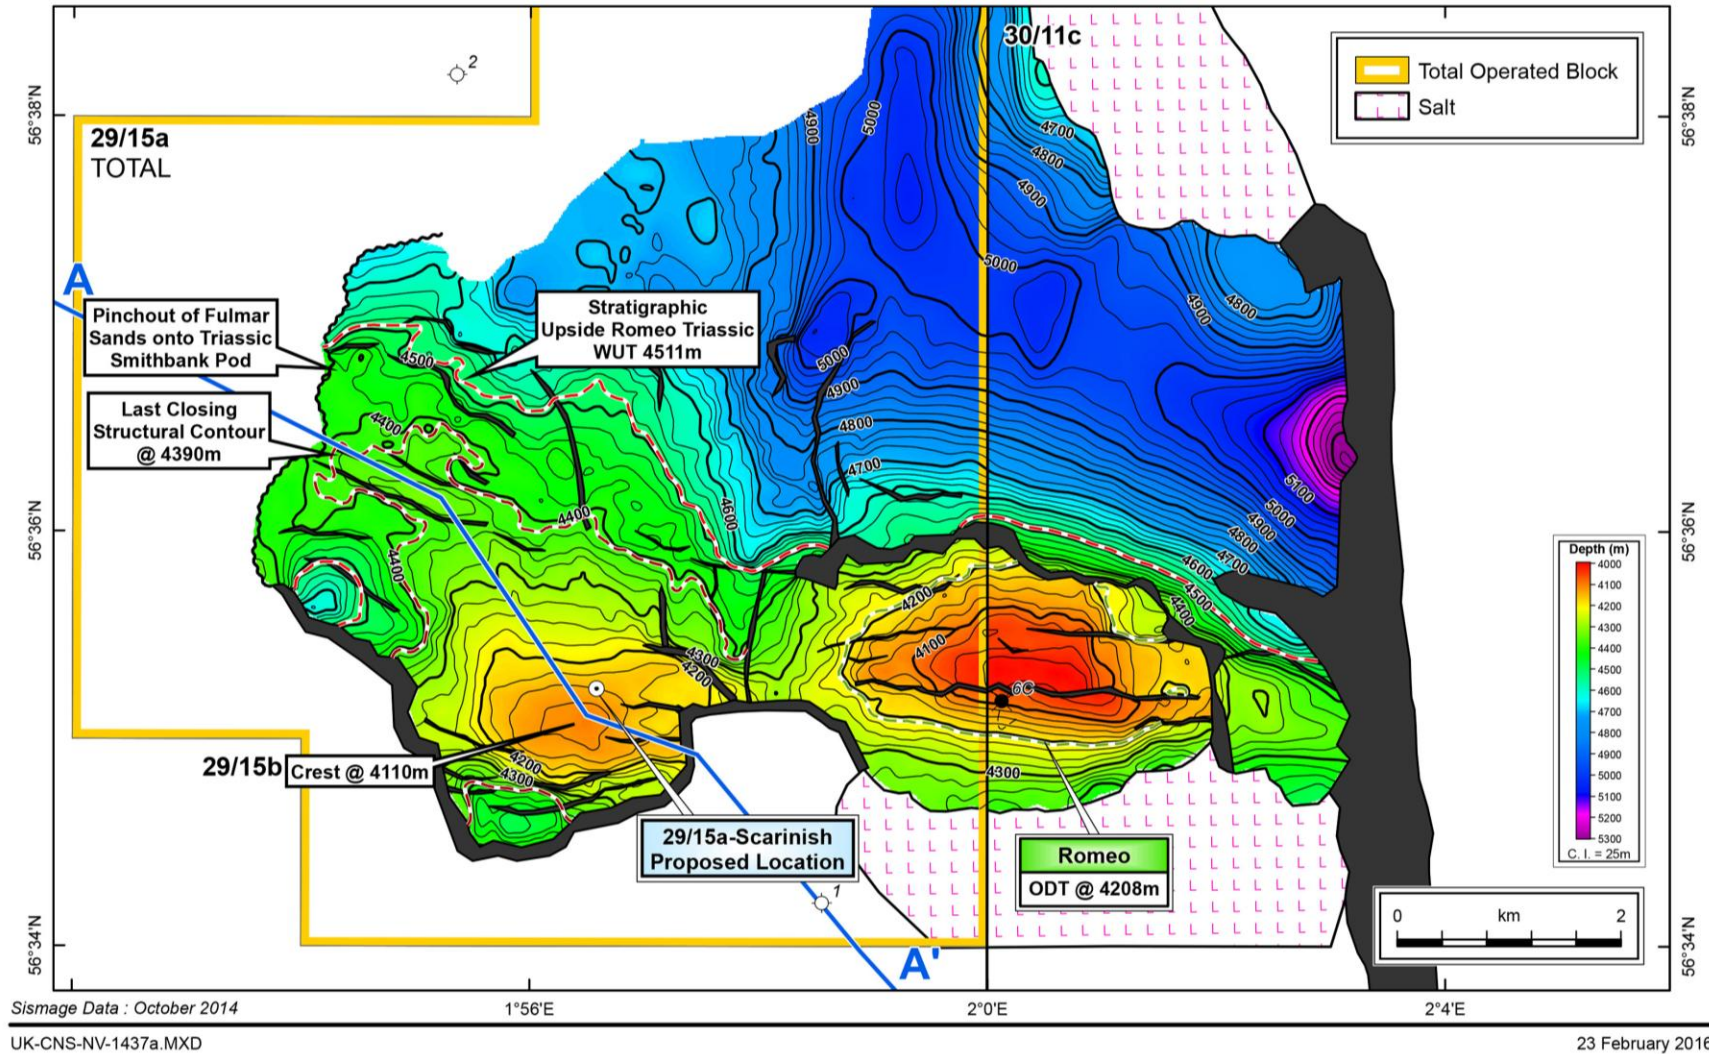 30/11c
2
29/15a
TOTAL
Total Operated Block
Salt
56°38'N
56°38'N
4900
5000
4700
4800
4900
5000
4800
4900
A
Pinchout of Fulmar
Sands onto Triassic
Smithbank Pod
Stratigraphic
Upside Romeo Triassic
WUT 4511m
4500
5000
4900
4800
4700
Last Closing
Structural Contour
@ 4390m
4400
4400
4600
4400
5100
5000
4900
4800
4700
4600
4500
4400
56°36'N
56°36'N
4200
4100
4300
4200
6C
Depth (m)
4000
4100
4200
4300
4400
4500
4600
4700
4800
4900
5000
5100
5200
5300
C. I. = 25m
29/15b
Crest @ 4110m
4200
4300
4300
29/15a-Scarinish
Proposed Location
Romeo
ODT @ 4208m
1
0 km 2
56°34'N
56°34'N
A'
Sismage Data : October 2014
1°56'E
2°0'E
2°4'E
UK-CNS-NV-1437a.MXD
23 February 2016